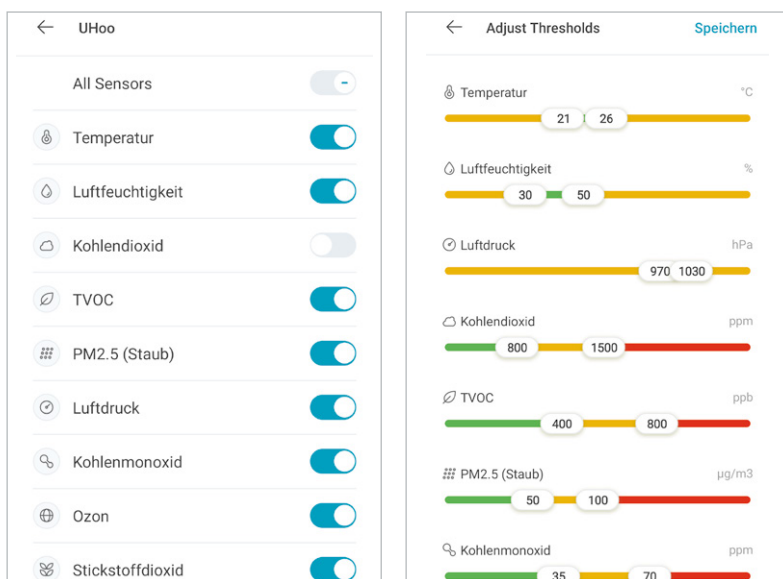 UHoo
All Sensors
Temperatur
Luftfeuchtigkeit
Kohlendioxid
TVOC
PM2.5 (Staub)
Luftdruck
Kohlenmonoxid
Ozon
Stickstoffdioxid
Adjust Thresholds Speichern
Temperatur °C
21 26
Luftfeuchtigkeit %
30 50
Luftdruck hPa
970 1030
Kohlendioxid ppm
800 1500
TVOC ppb
400 800
PM2.5 (Staub) µg/m3
50 100
Kohlenmonoxid ppm
35 70